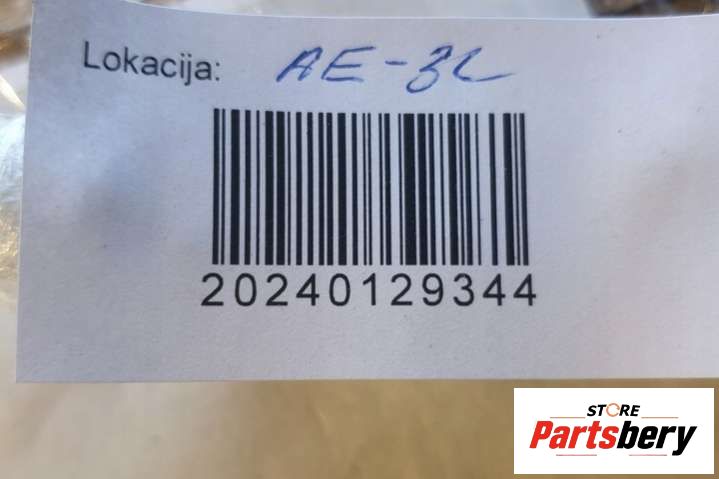 Lokacija: AE-3L
20240129344
STORE
Partsbery